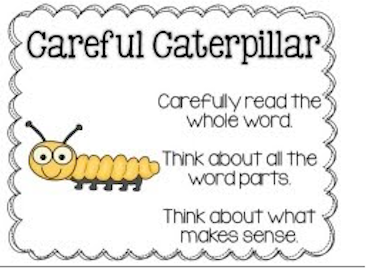 Careful Caterpillar
Carefully read the
whole word.
Think about all the
word parts.
Think about what
makes sense.